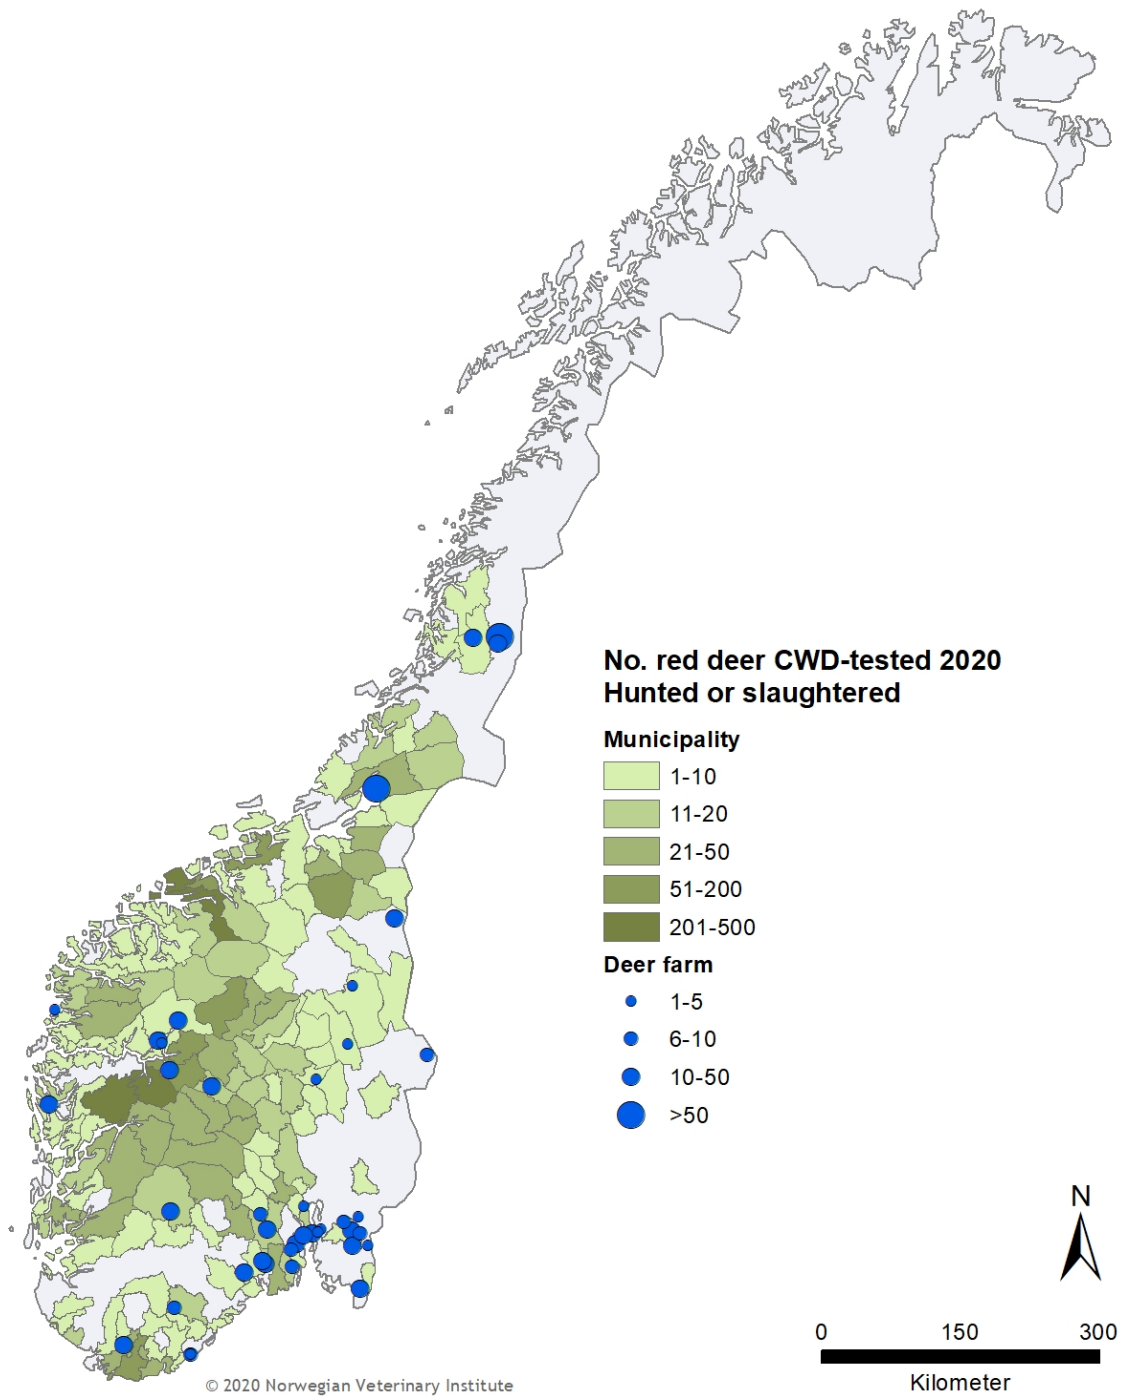 No. red deer CWD-tested 2020
Hunted or slaughtered
Municipality
1-10
11-20
21-50
51-200
201-500
Deer farm
1-5
6-10
10-50
>50
N
0 150 300
Kilometer
© 2020 Norwegian Veterinary Institute